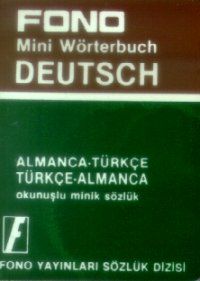 FONO
Mini Wörterbuch
DEUTSCH
ALMANCA-TÜRKÇE
TÜRKÇE-ALMANCA
okunuşlu minik sözlük
f
FONO YAYINLARI SÖZLÜK DİZİSİ